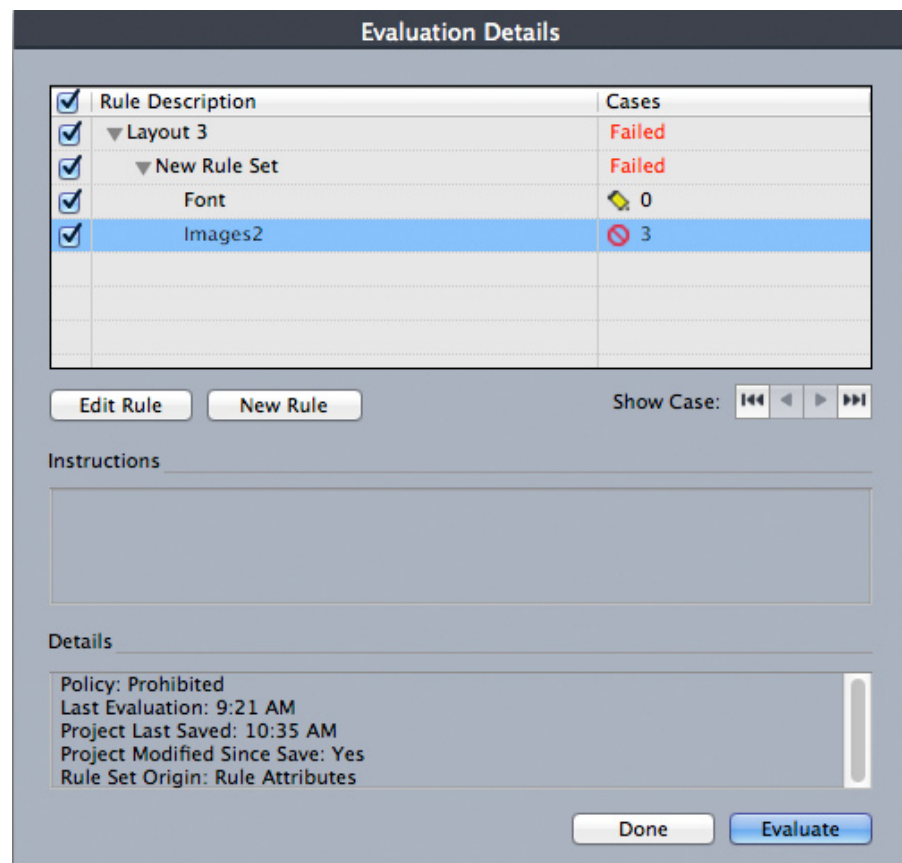 Evaluation Details
Rule Description Cases
Layout 3 Failed
New Rule Set Failed
Font 0
Images2 3
Edit Rule New Rule Show Case:
Instructions
Details
Policy: Prohibited
Last Evaluation: 9:21 AM
Project Last Saved: 10:35 AM
Project Modified Since Save: Yes
Rule Set Origin: Rule Attributes
Done Evaluate